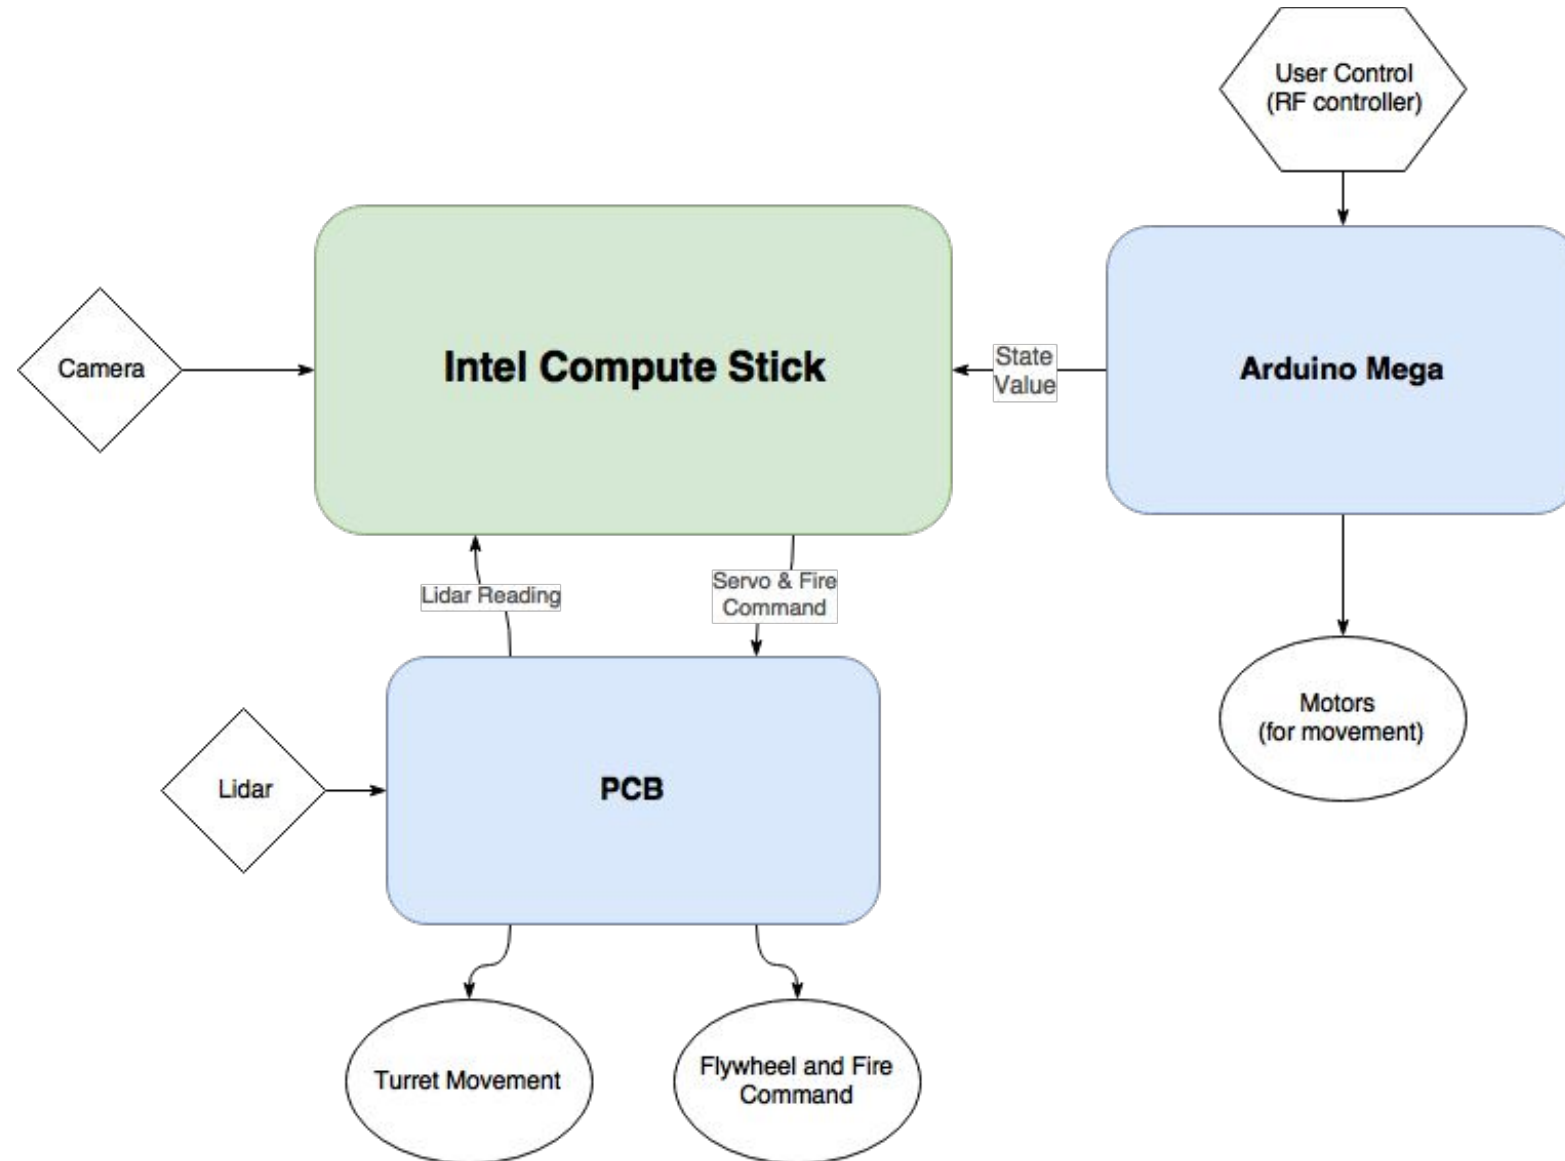 User Control
(RF controller)
Camera
Intel Compute Stick
State
Value
Arduino Mega
Lidar Reading
Servo & Fire
Command
Motors
(for movement)
Lidar
PCB
Turret Movement
Flywheel and Fire
Command